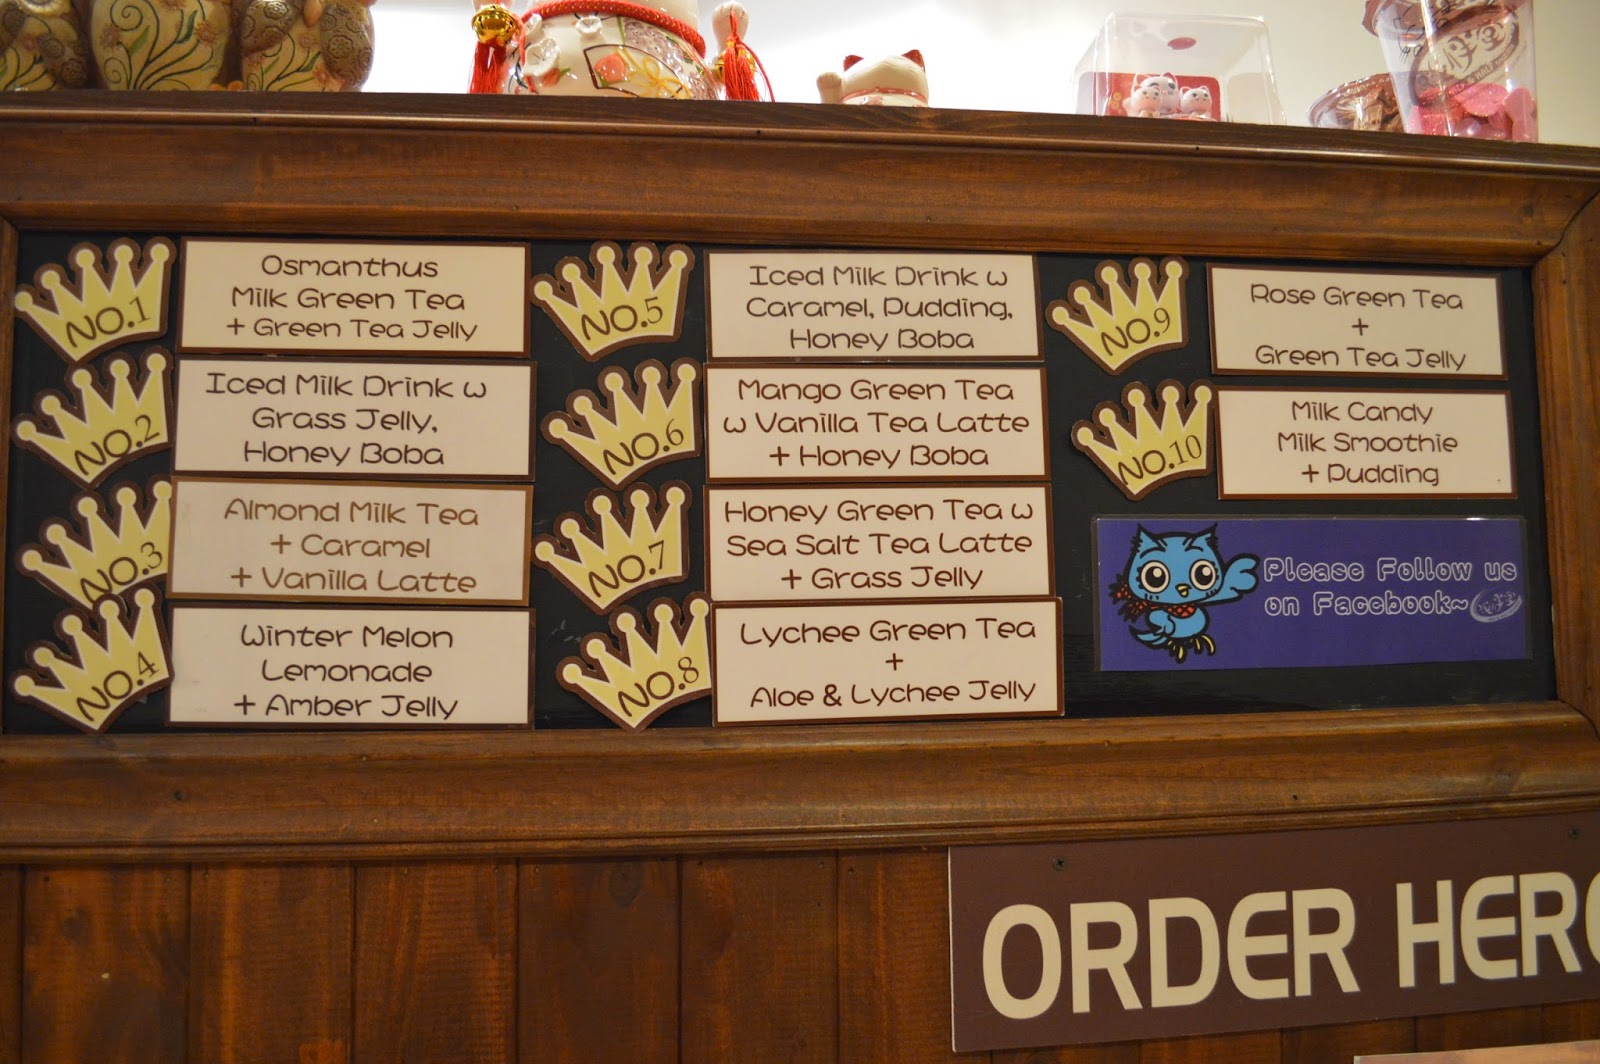 NO.1
Osmanthus
Milk Green Tea
+ Green Tea Jelly
NO.2
Iced Milk Drink w
Grass Jelly,
Honey Boba
NO.3
Almond Milk Tea
+ Caramel
+ Vanilla Latte
NO.4
Winter Melon
Lemonade
+ Amber Jelly
NO.5
Iced Milk Drink w
Caramel, Pudding,
Honey Boba
NO.6
Mango Green Tea
w Vanilla Tea Latte
+ Honey Boba
NO.7
Honey Green Tea w
Sea Salt Tea Latte
+ Grass Jelly
NO.8
Lychee Green Tea
+
Aloe & Lychee Jelly
NO.9
Rose Green Tea
+
Green Tea Jelly
NO.10
Milk Candy
Milk Smoothie
+ Pudding
Please Follow us
on Facebook~
ORDER HERE